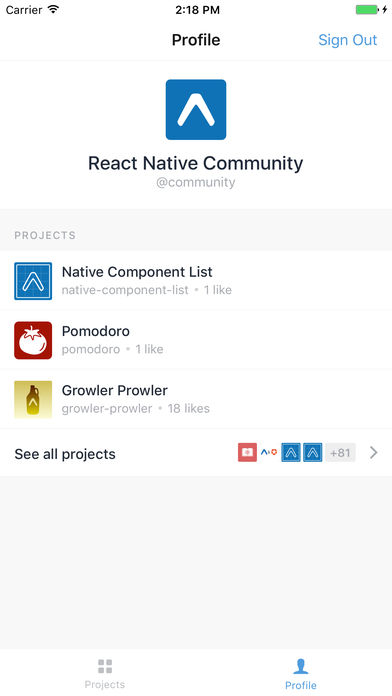 Carrier 2:18 PM
Profile Sign Out
React Native Community
@community
PROJECTS
Native Component List
native-component-list • 1 like
Pomodoro
pomodoro • 1 like
Growler Prowler
growler-prowler • 18 likes
See all projects +81
Projects Profile